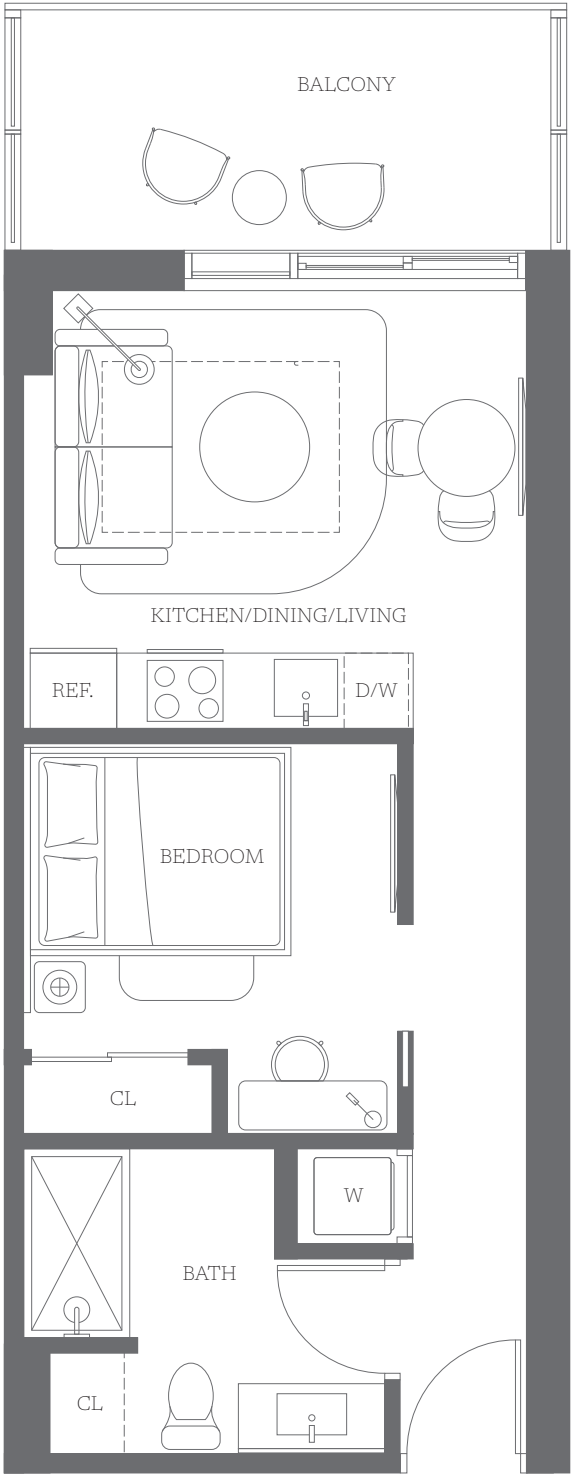 BALCONY
KITCHEN/DINING/LIVING
REF.
D/W
BEDROOM
CL
W
BATH
CL